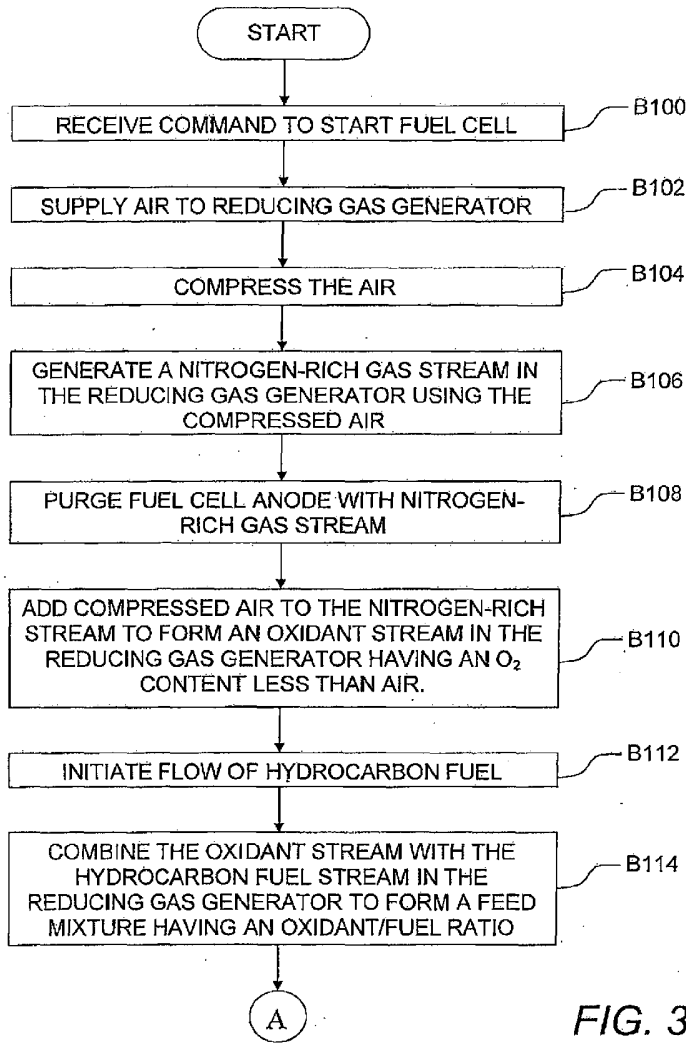 START
RECEIVE COMMAND TO START FUEL CELL
B100
SUPPLY AIR TO REDUCING GAS GENERATOR
B102
COMPRESS THE AIR
B104
GENERATE A NITROGEN-RICH GAS STREAM IN
THE REDUCING GAS GENERATOR USING THE
COMPRESSED AIR
B106
PURGE FUEL CELL ANODE WITH NITROGEN-
RICH GAS STREAM
B108
ADD COMPRESSED AIR TO THE NITROGEN-RICH
STREAM TO FORM AN OXIDANT STREAM IN THE
REDUCING GAS GENERATOR HAVING AN O₂
CONTENT LESS THAN AIR.
B110
INITIATE FLOW OF HYDROCARBON FUEL
B112
COMBINE THE OXIDANT STREAM WITH THE
HYDROCARBON FUEL STREAM IN THE
REDUCING GAS GENERATOR TO FORM A FEED
MIXTURE HAVING AN OXIDANT/FUEL RATIO
B114
A
FIG. 3